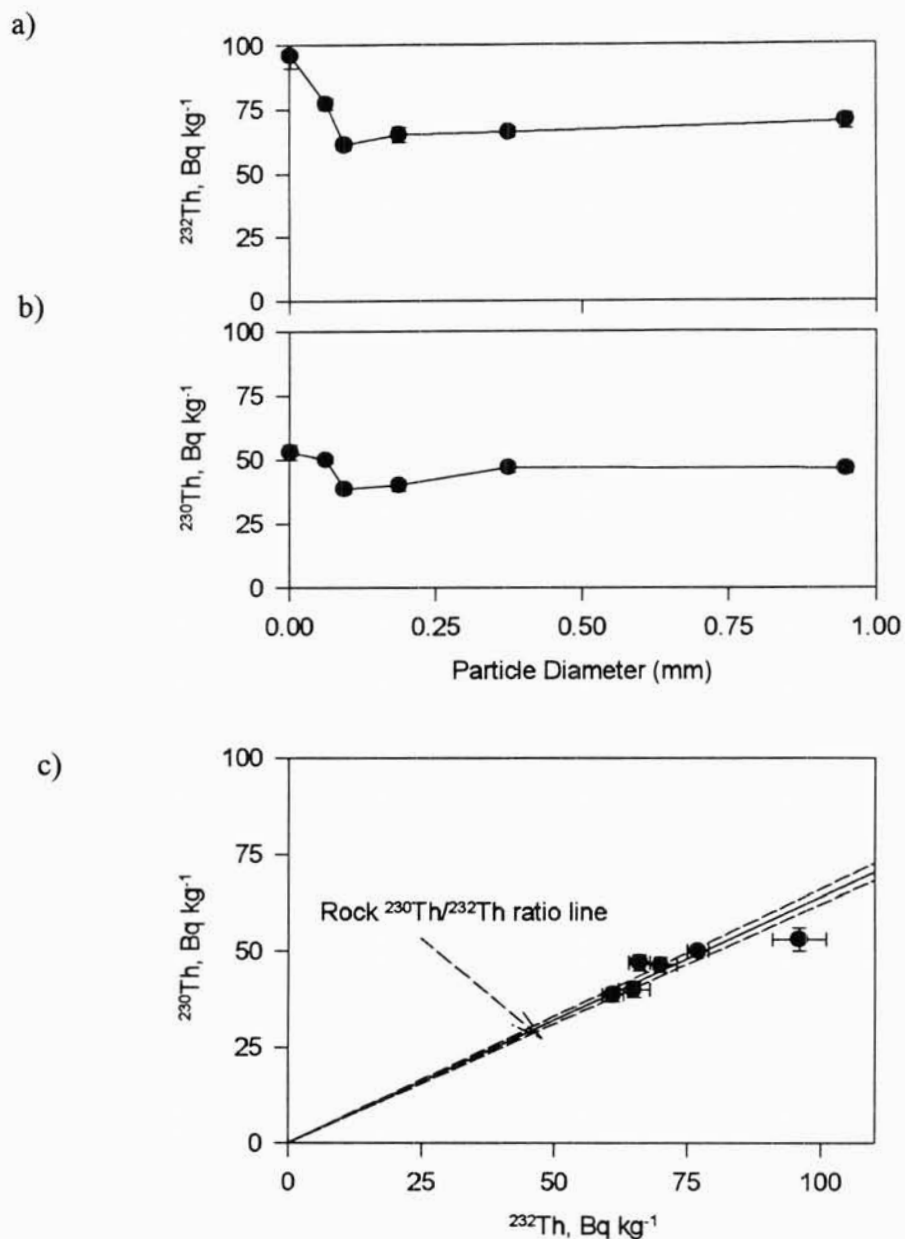 a)
100
75
50
25
0
²³²Th, Bq kg⁻¹
b)
100
75
50
25
0
²³⁰Th, Bq kg⁻¹
0.00 0.25 0.50 0.75 1.00
Particle Diameter (mm)
c)
100
75
50
25
0
²³⁰Th, Bq kg⁻¹
Rock ²³⁰Th/²³²Th ratio line
0 25 50 75 100
²³²Th, Bq kg⁻¹